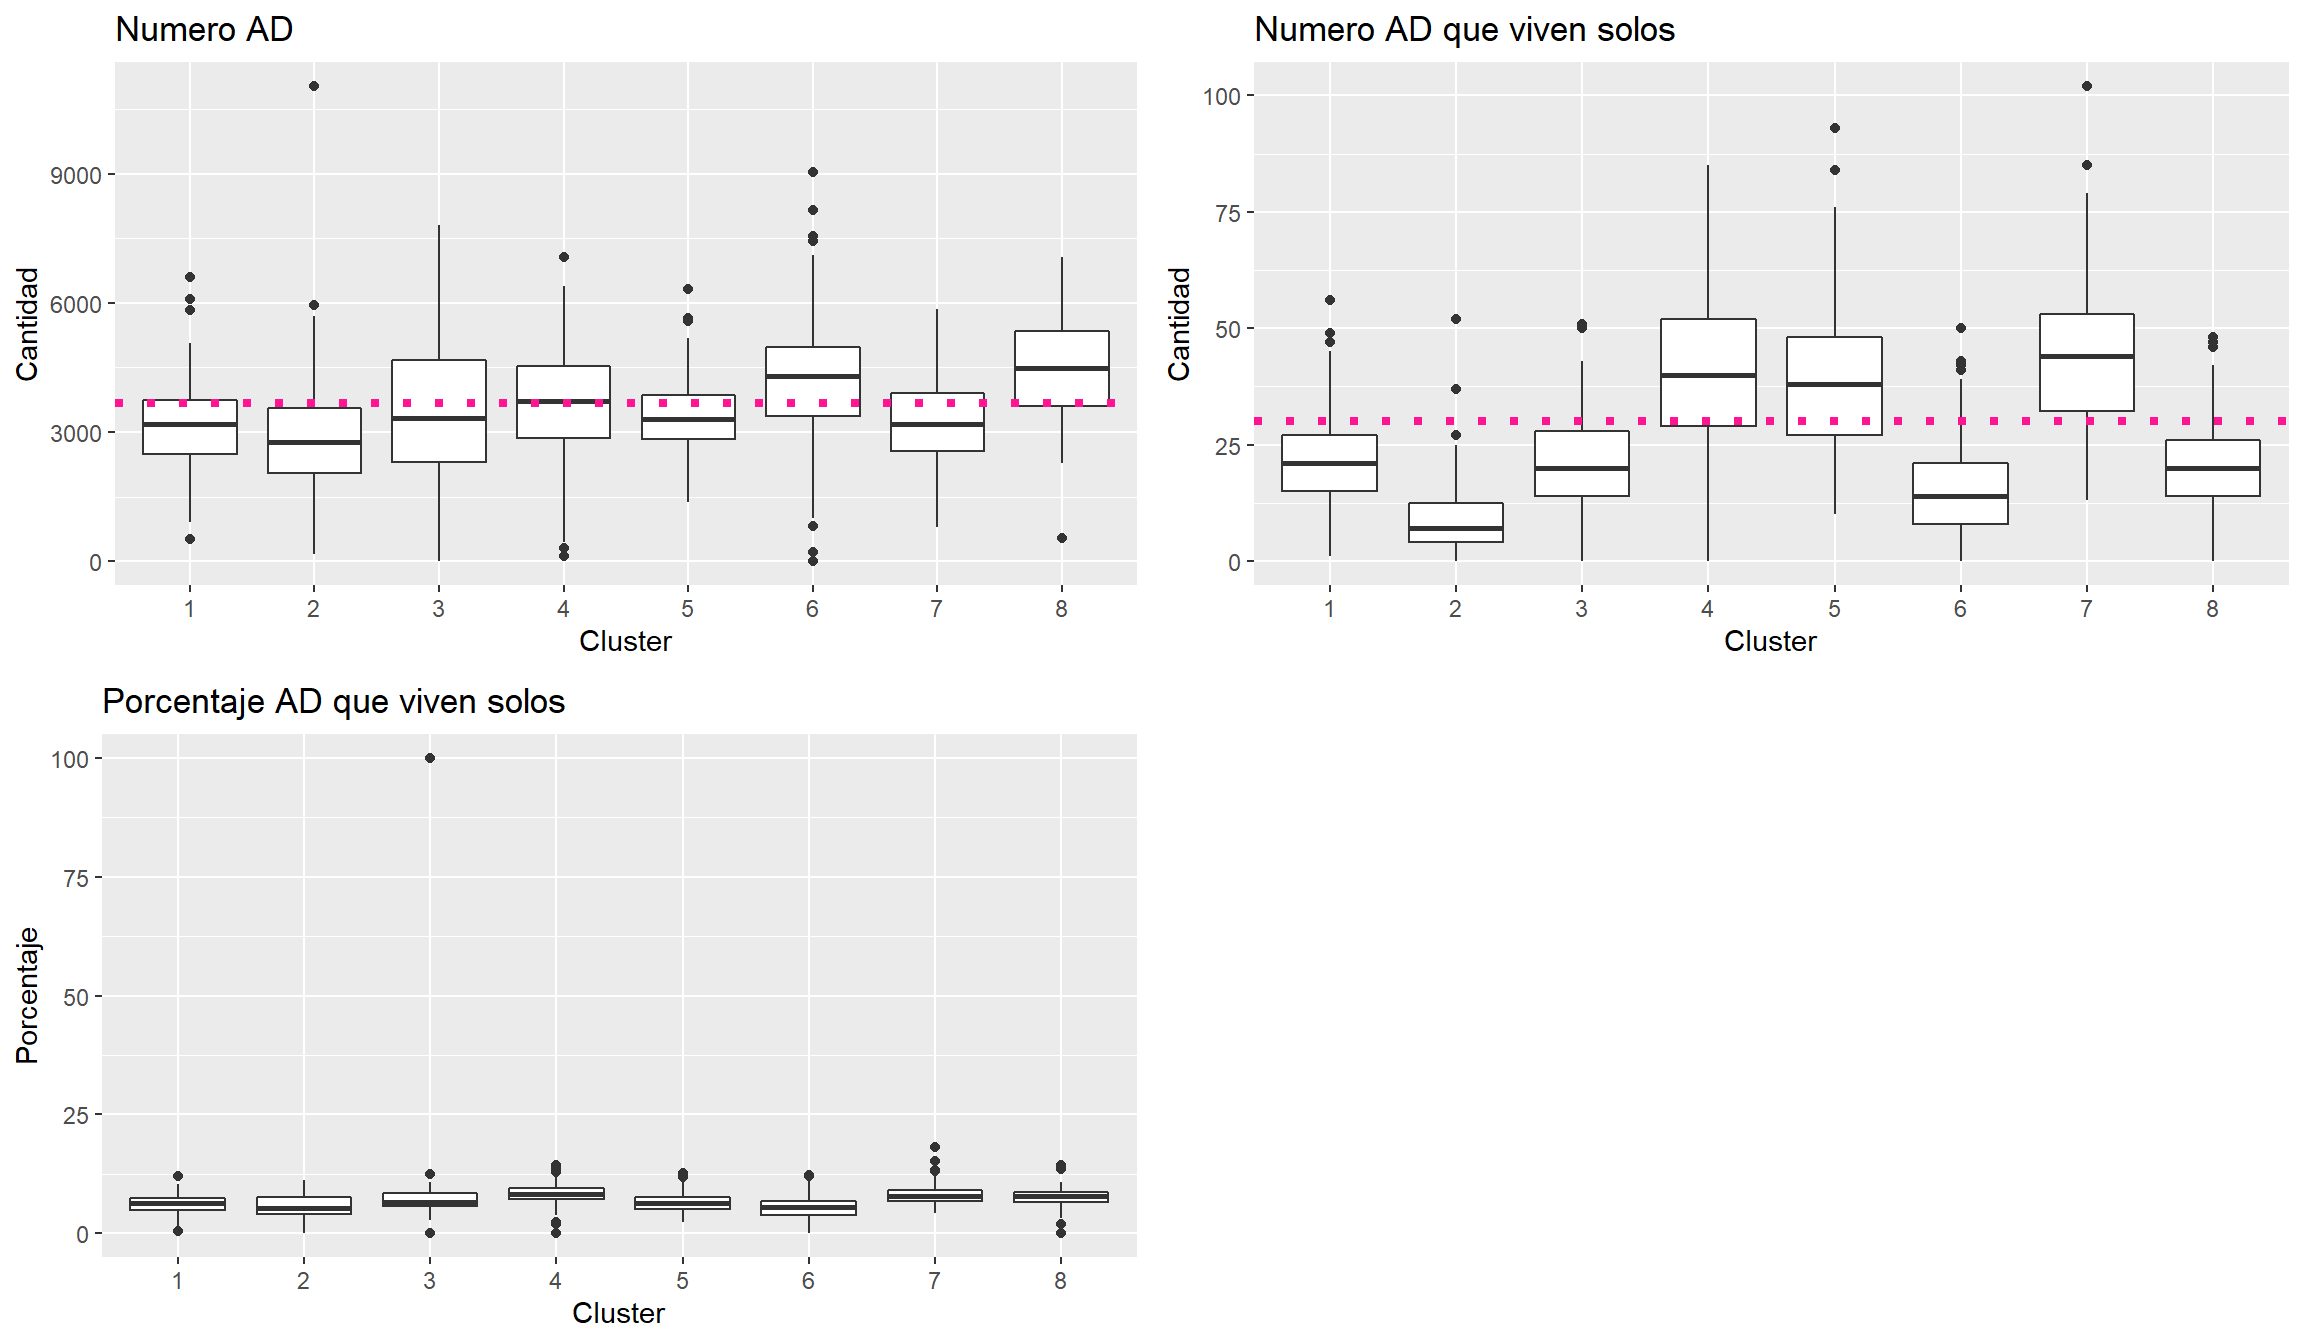 Numero AD
Cantidad
9000
6000
3000
0
1 2 3 4 5 6 7 8
Cluster
Numero AD que viven solos
Cantidad
100
75
50
25
0
1 2 3 4 5 6 7 8
Cluster
Porcentaje AD que viven solos
Porcentaje
100
75
50
25
0
1 2 3 4 5 6 7 8
Cluster